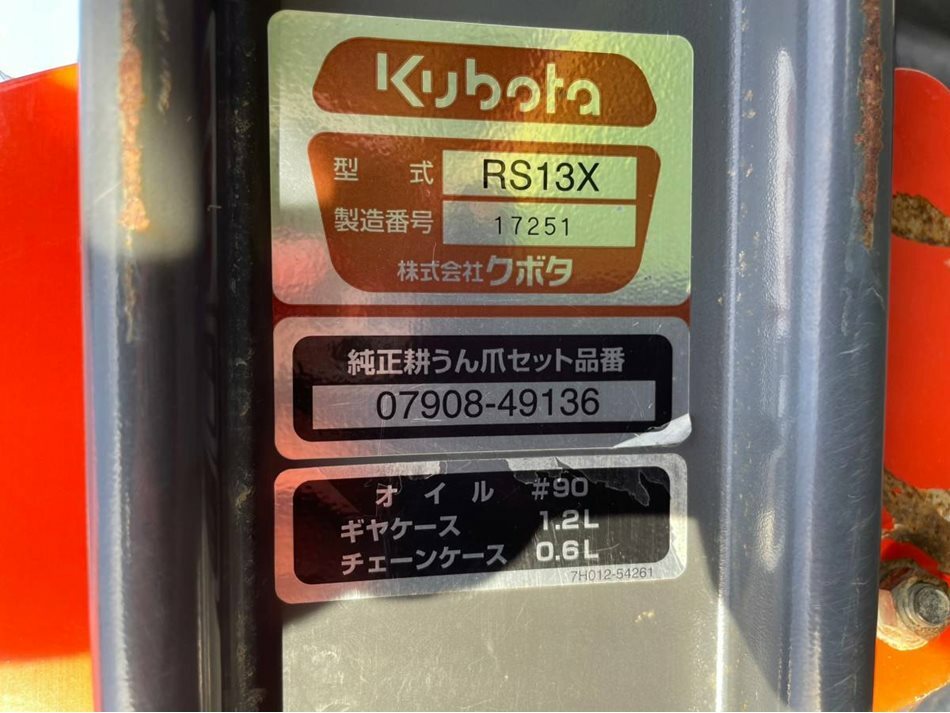 Kubota
型式 RS13X
製造番号 17251
株式会社クボタ
純正耕うん爪セット品番
07908-49136
オイル #90
ギヤケース 1.2L
チェーンケース 0.6L
7H012-54261